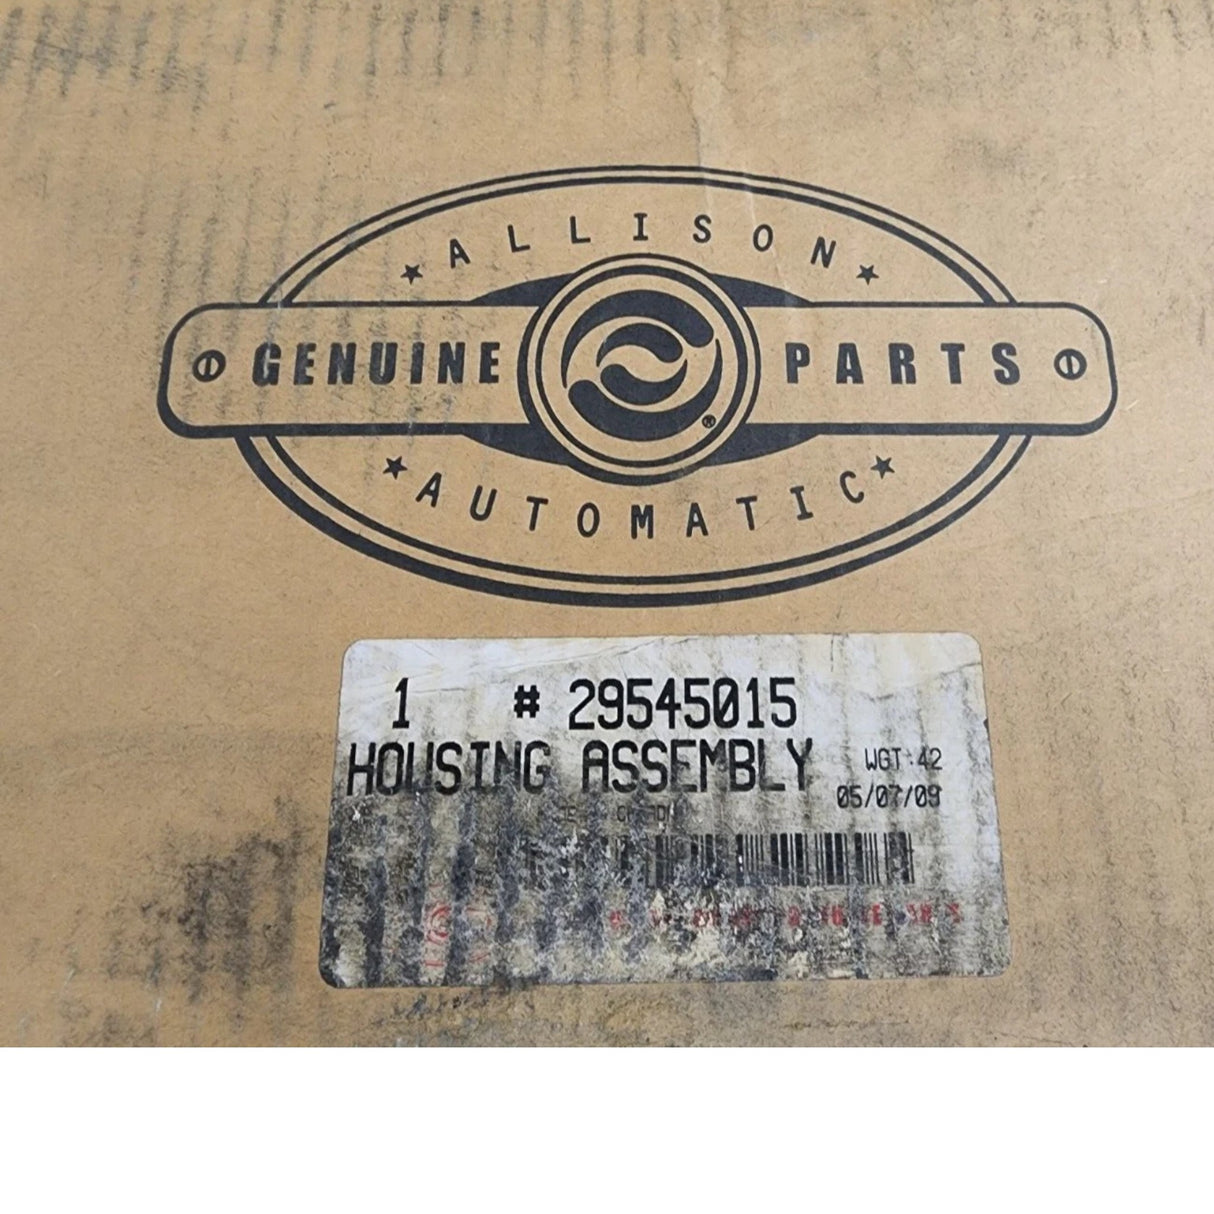 ALLISON
GENUINE PARTS
®
AUTOMATIC
1 # 29545015
HOUSING ASSEMBLY WGT:42
05/07/09